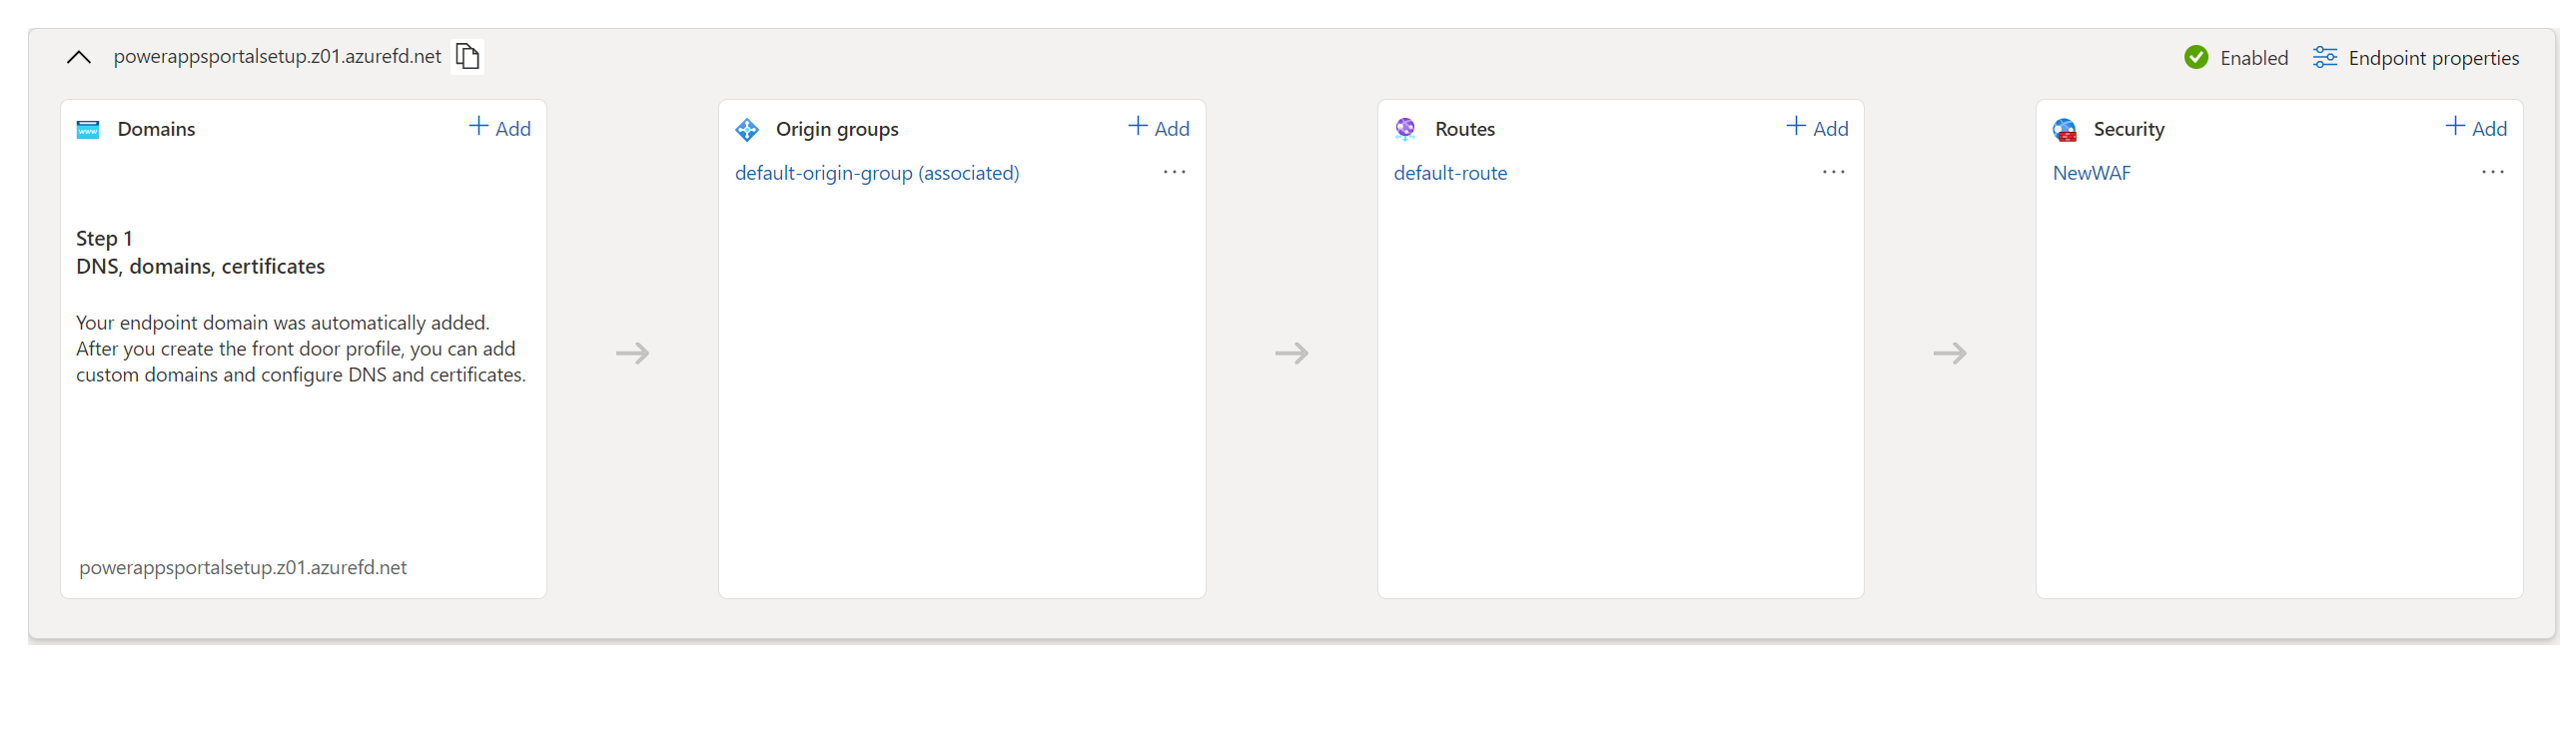 powerappsportalsetup.z01.azurefd.net
Enabled
Endpoint properties
www
Domains
+ Add
Step 1
DNS, domains, certificates
Your endpoint domain was automatically added.
After you create the front door profile, you can add
custom domains and configure DNS and certificates.
powerappsportalsetup.z01.azurefd.net
Origin groups
+ Add
default-origin-group (associated)
...
Routes
+ Add
default-route
...
Security
+ Add
NewWAF
...